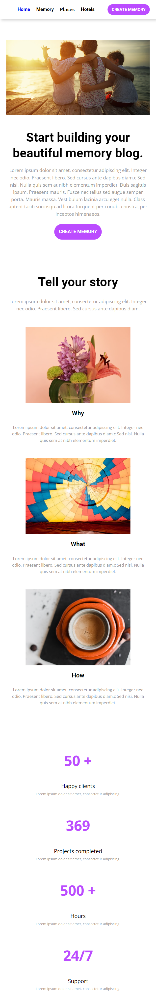 Home Memory Places Hotels CREATE MEMORY
Start building your
beautiful memory blog.
Lorem ipsum dolor sit amet, consectetur adipiscing elit. Integer
nec odio. Praesent libero. Sed cursus ante dapibus diam.c Sed
nisi. Nulla quis sem at nibh elementum imperdiet. Duis sagittis
ipsum. Praesent mauris. Fusce nec tellus sed augue semper
porta. Mauris massa. Vestibulum lacinia arcu eget nulla. Class
aptent taciti sociosqu ad litora torquent per conubia nostra, per
inceptos himenaeos.
CREATE MEMORY
Tell your story
Lorem ipsum dolor sit amet, consectetur adipiscing elit. Integer
nec odio. Praesent libero. Sed cursus ante dapibus diam.
Why
Lorem ipsum dolor sit amet, consectetur adipiscing elit. Integer nec
odio. Praesent libero. Sed cursus ante dapibus diam.c Sed nisi. Nulla
quis sem at nibh elementum imperdiet.
What
Lorem ipsum dolor sit amet, consectetur adipiscing elit. Integer nec
odio. Praesent libero. Sed cursus ante dapibus diam.c Sed nisi. Nulla
quis sem at nibh elementum imperdiet.
How
Lorem ipsum dolor sit amet, consectetur adipiscing elit. Integer nec
odio. Praesent libero. Sed cursus ante dapibus diam.c Sed nisi. Nulla
quis sem at nibh elementum imperdiet.
50 +
Happy clients
Lorem ipsum dolor sit amet, consectetur adipiscing.
369
Projects completed
Lorem ipsum dolor sit amet, consectetur adipiscing.
500 +
Hours
Lorem ipsum dolor sit amet, consectetur adipiscing.
24/7
Support
Lorem ipsum dolor sit amet, consectetur adipiscing.